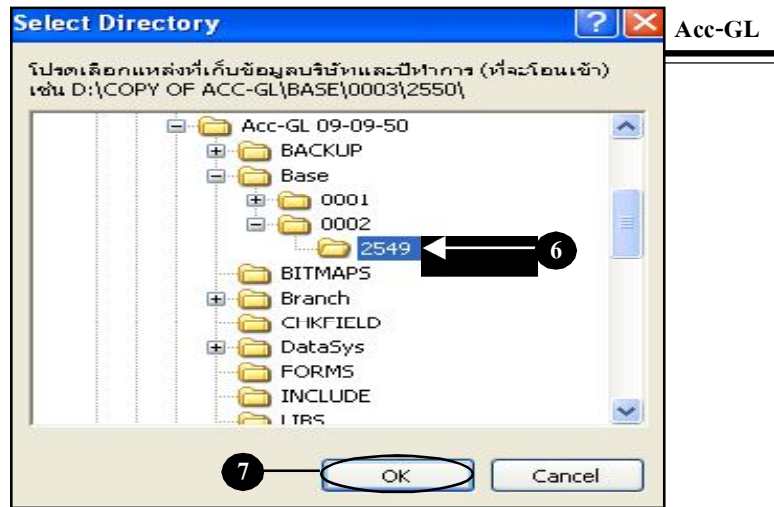 Select Directory
Acc-GL
โปรดเลือกแหล่งที่เก็บข้อมูลบริษัทและปีทำการ (ที่จะโอนเข้า)
เช่น D:\COPY OF ACC-GL\BASE\0003\2550\
Acc-GL 09-09-50
BACKUP
Base
0001
0002
2549
6
BITMAPS
Branch
CHKFIELD
DataSys
FORMS
INCLUDE
LIBS
7
OK
Cancel